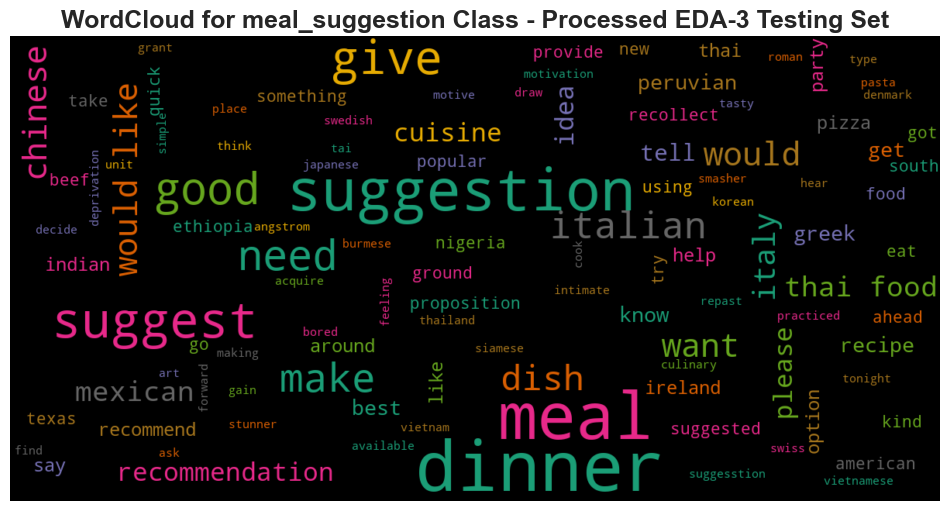 WordCloud for meal_suggestion Class - Processed EDA-3 Testing Set
grant
give
provide
new
thai
roman
party
type
chinese
take
quick
something
motivation
motive
draw
peruvian
pasta
denmark
tasty
simple
place
swedish
cuisine
idea
recollect
pizza
got
would like
think
tai
popular
tell
would
get
south
beef
unit
deprivation
good
japanese
suggestion
using
smasher
hear
food
korean
decide
ethiopia
angstrom
italian
italy
greek
indian
need
burmese
nigeria
cook
try
help
eat
acquire
ground
feeling
intimate
thai food
suggest
proposition
repast
know
practiced
ahead
bored
thailand
go
making
around
siamese
want
please
recipe
art
forward
make
like
dish
culinary
tonight
mexican
gain
ireland
option
texas
best
meal
recommend
stunner
vietnam
suggested
kind
find
ask
available
dinner
swiss
say
recommendation
suggesstion
american
vietnamese